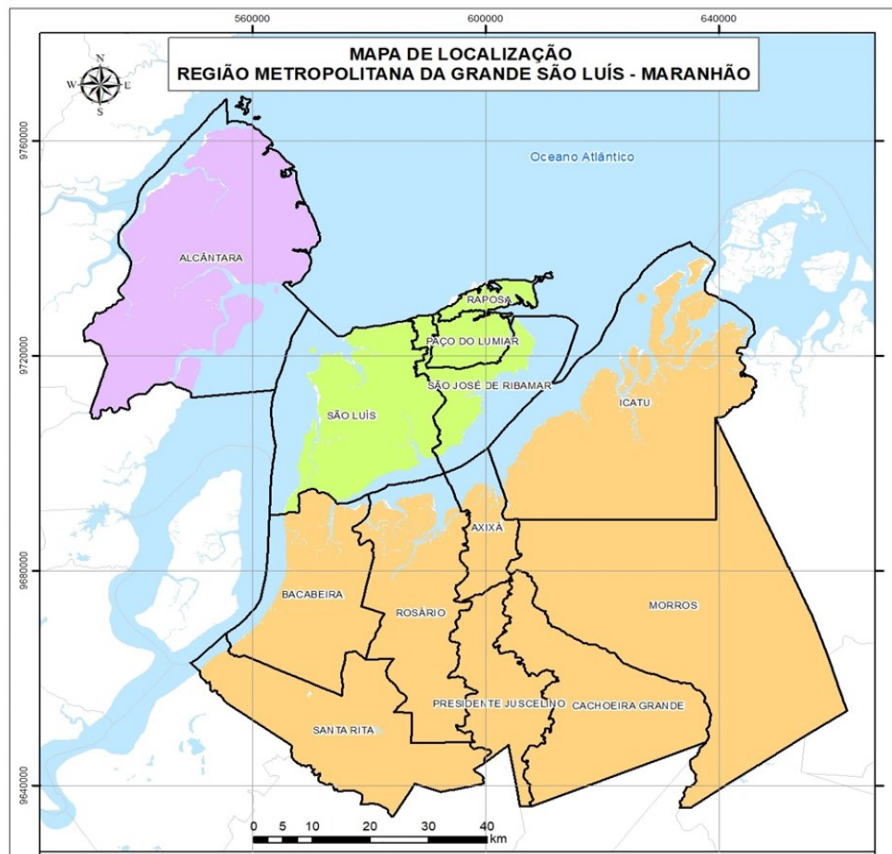 560000
600000
640000
MAPA DE LOCALIZAÇÃO
REGIÃO METROPOLITANA DA GRANDE SÃO LUÍS - MARANHÃO
N
W
E
S
9760000
Oceano Atlântico
ALCÂNTARA
RAPOSA
PAÇO DO LUMIAR
9720000
SÃO JOSÉ DE RIBAMAR
ICATU
SÃO LUÍS
AXIXÁ
9680000
BACABEIRA
ROSÁRIO
MORROS
PRESIDENTE JUSCELINO
CACHOEIRA GRANDE
SANTA RITA
9640000
0 5 10 20 30 40
km